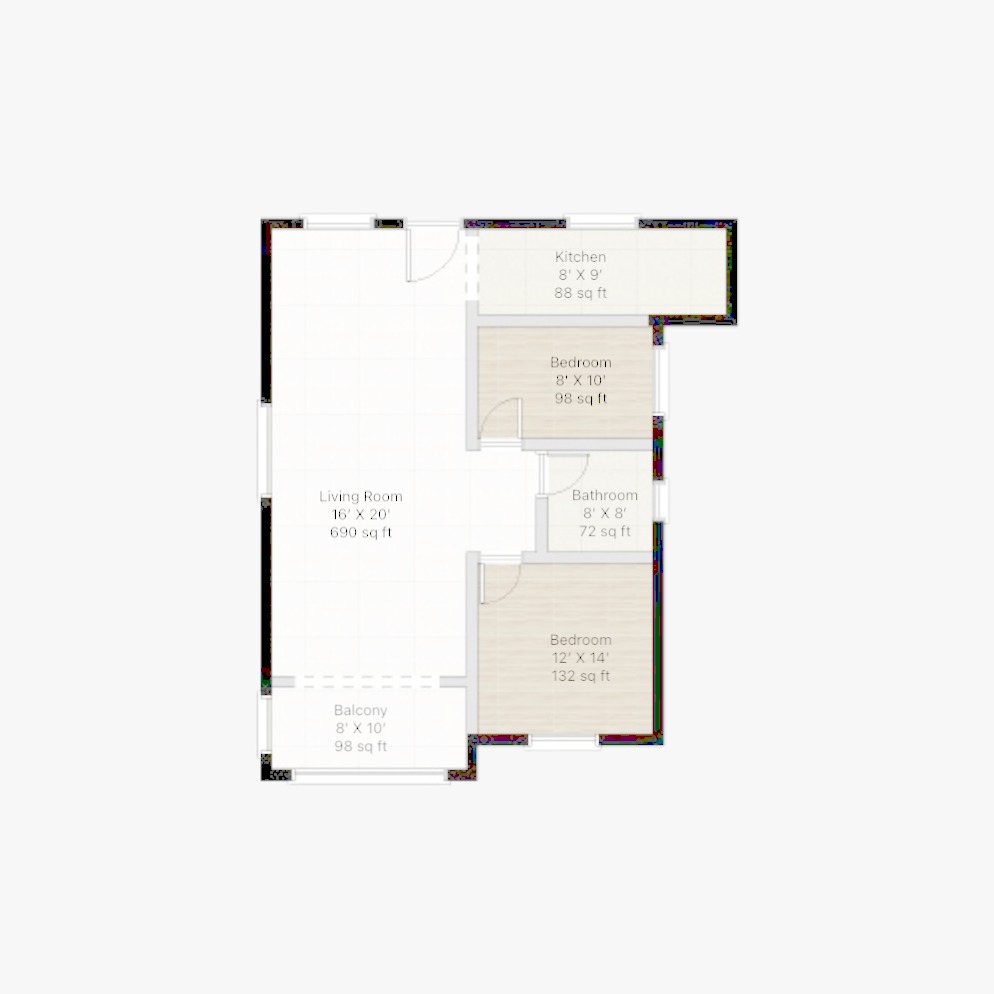 Kitchen
8' X 9'
88 sq ft
Bedroom
8' X 10'
98 sq ft
Living Room
16' X 20'
690 sq ft
Bathroom
8' X 8'
72 sq ft
Bedroom
12' X 14'
132 sq ft
Balcony
8' X 10'
98 sq ft